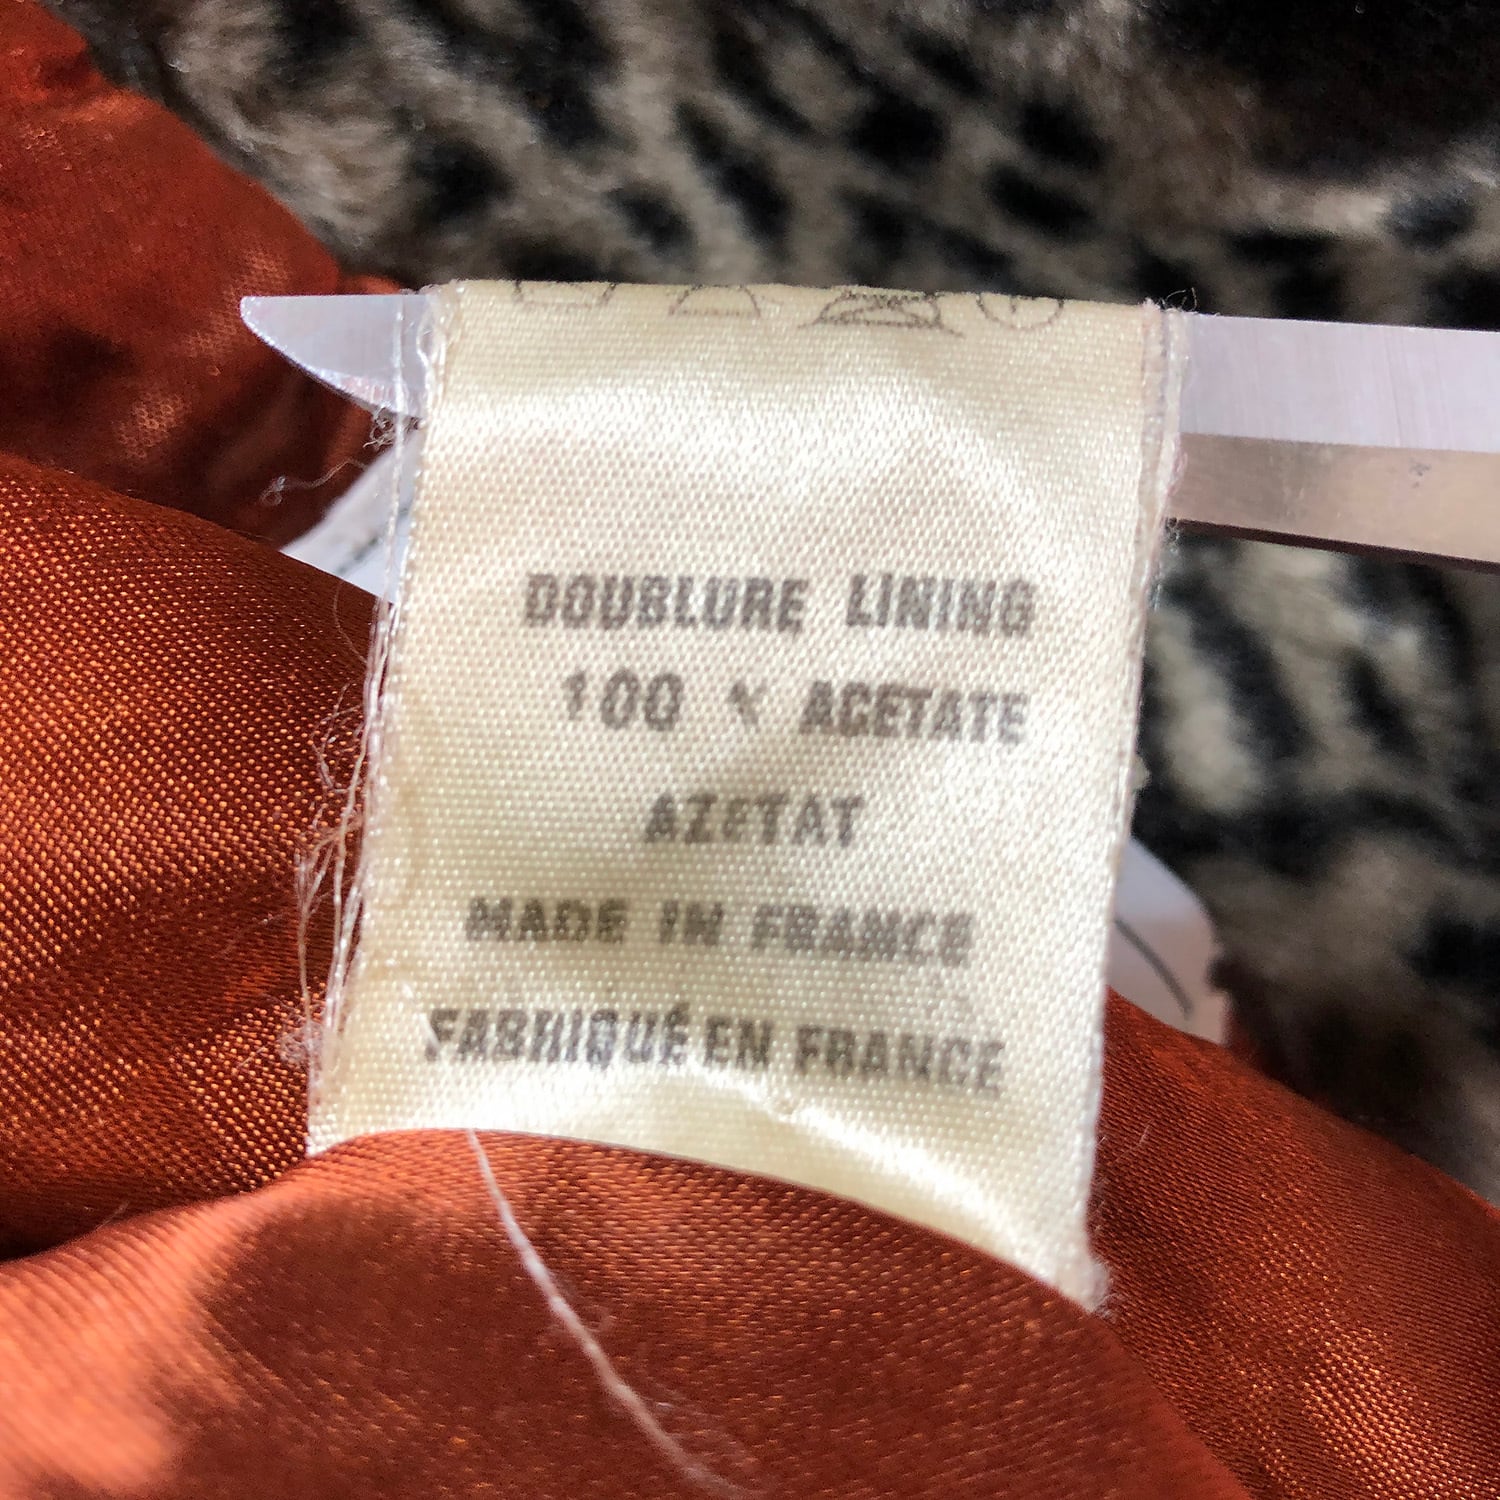 DOUBLURE LINING
100 % ACETATE
AZETAT
MADE IN FRANCE
FABRIQUÉ EN FRANCE